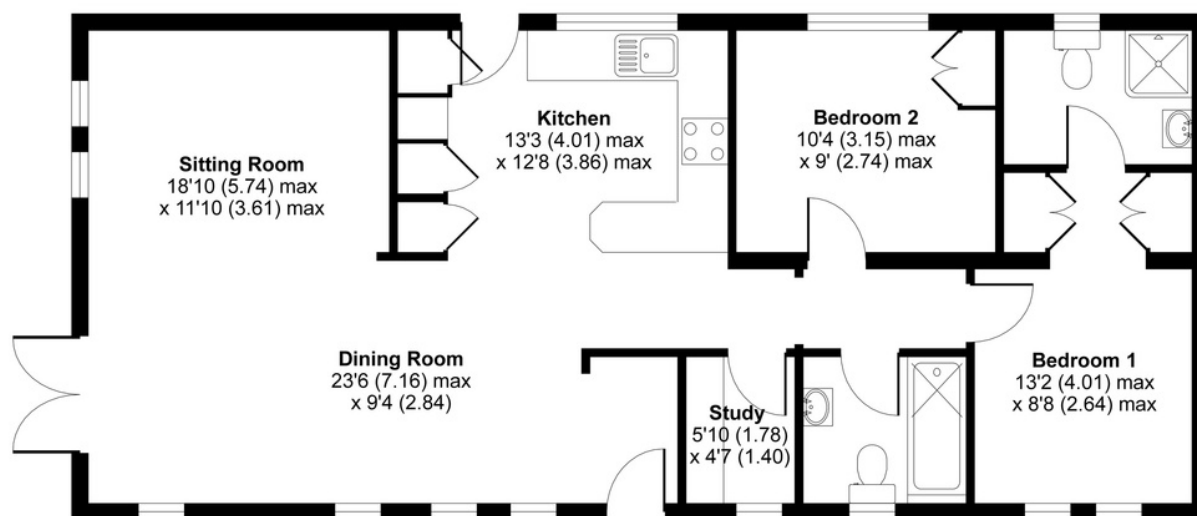 Kitchen
13'3 (4.01) max
x 12'8 (3.86) max
Bedroom 2
10'4 (3.15) max
x 9' (2.74) max
Sitting Room
18'10 (5.74) max
x 11'10 (3.61) max
Dining Room
23'6 (7.16) max
x 9'4 (2.84)
Bedroom 1
13'2 (4.01) max
x 8'8 (2.64) max
Study
5'10 (1.78)
x 4'7 (1.40)